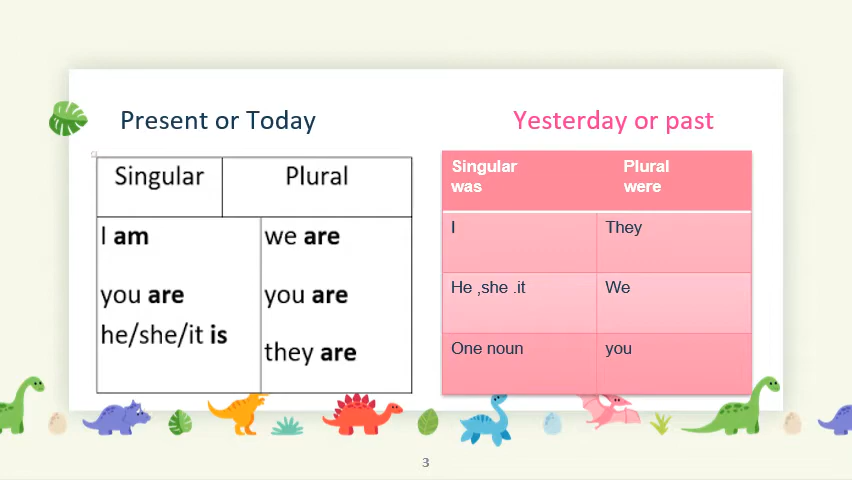 Present or Today
Singular Plural
I am we are
you are you are
he/she/it is
they are
Yesterday or past
Singular Plural
was were
I They
He ,she .it We
One noun you
3